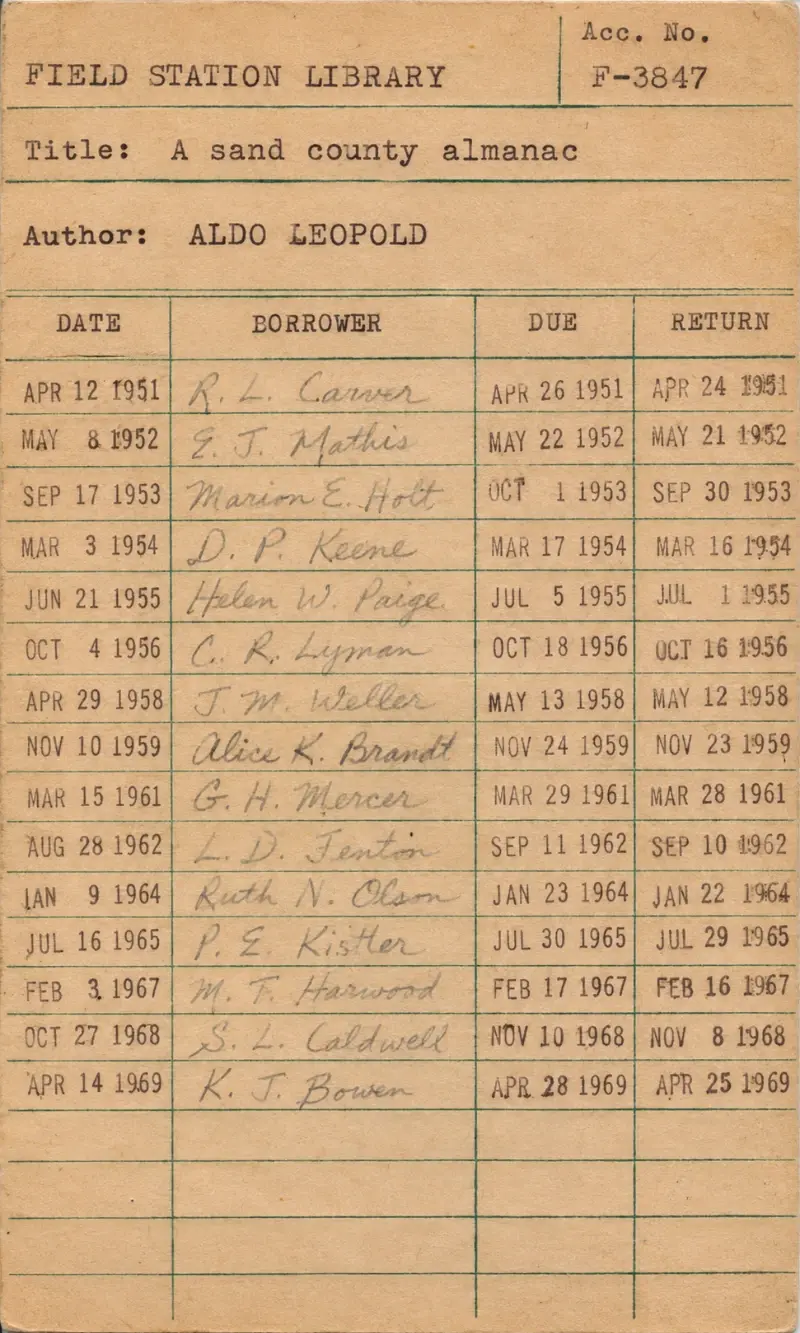 Acc. No.
FIELD STATION LIBRARY F-3847
Title: A sand county almanac
Author: ALDO LEOPOLD
DATE BORROWER DUE RETURN
APR 12 1951 R. L. Carver APR 26 1951 APR 24 1951
MAY 8 1952 E. J. Mathis MAY 22 1952 MAY 21 1952
SEP 17 1953 Marion E. Holt OCT 1 1953 SEP 30 1953
MAR 3 1954 D. P. Keene MAR 17 1954 MAR 16 1954
JUN 21 1955 Helen W. Paige JUL 5 1955 JUL 1 1955
OCT 4 1956 C. R. Lyman OCT 18 1956 OCT 16 1956
APR 29 1958 J. M. Weller MAY 13 1958 MAY 12 1958
NOV 10 1959 Alice K. Brandt NOV 24 1959 NOV 23 1959
MAR 15 1961 G. H. Mercer MAR 29 1961 MAR 28 1961
AUG 28 1962 L. D. Fenton SEP 11 1962 SEP 10 1962
JAN 9 1964 Ruth N. Olson JAN 23 1964 JAN 22 1964
JUL 16 1965 P. E. Kistler JUL 30 1965 JUL 29 1965
FEB 3 1967 M. F. Harwood FEB 17 1967 FEB 16 1967
OCT 27 1968 S. L. Caldwell NOV 10 1968 NOV 8 1968
APR 14 1969 K. J. Bowen APR 28 1969 APR 25 1969